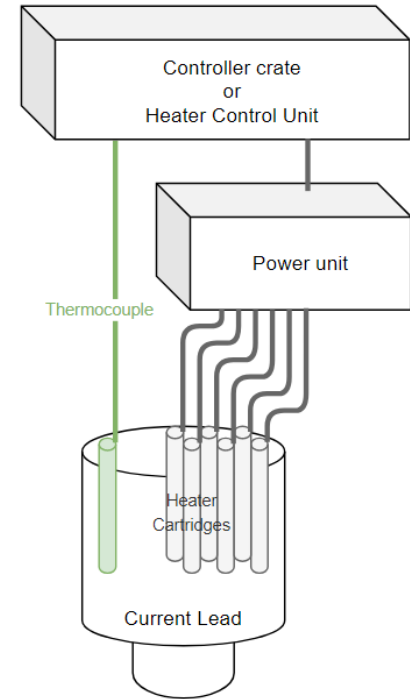 Controller crate
or
Heater Control Unit
Power unit
Thermocouple
Heater
Cartridges
Current Lead